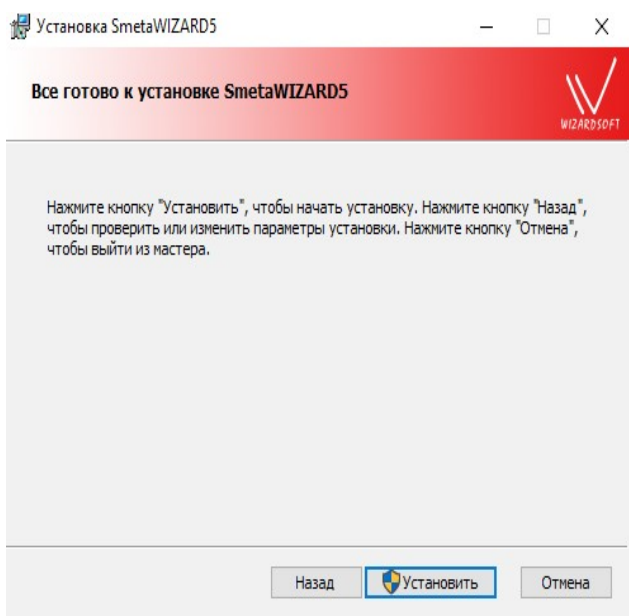 Установка SmetaWIZARD5
Все готово к установке SmetaWIZARD5
WIZARDSOFT
Нажмите кнопку "Установить", чтобы начать установку. Нажмите кнопку "Назад",
чтобы проверить или изменить параметры установки. Нажмите кнопку "Отмена",
чтобы выйти из мастера.
Назад
Установить
Отмена